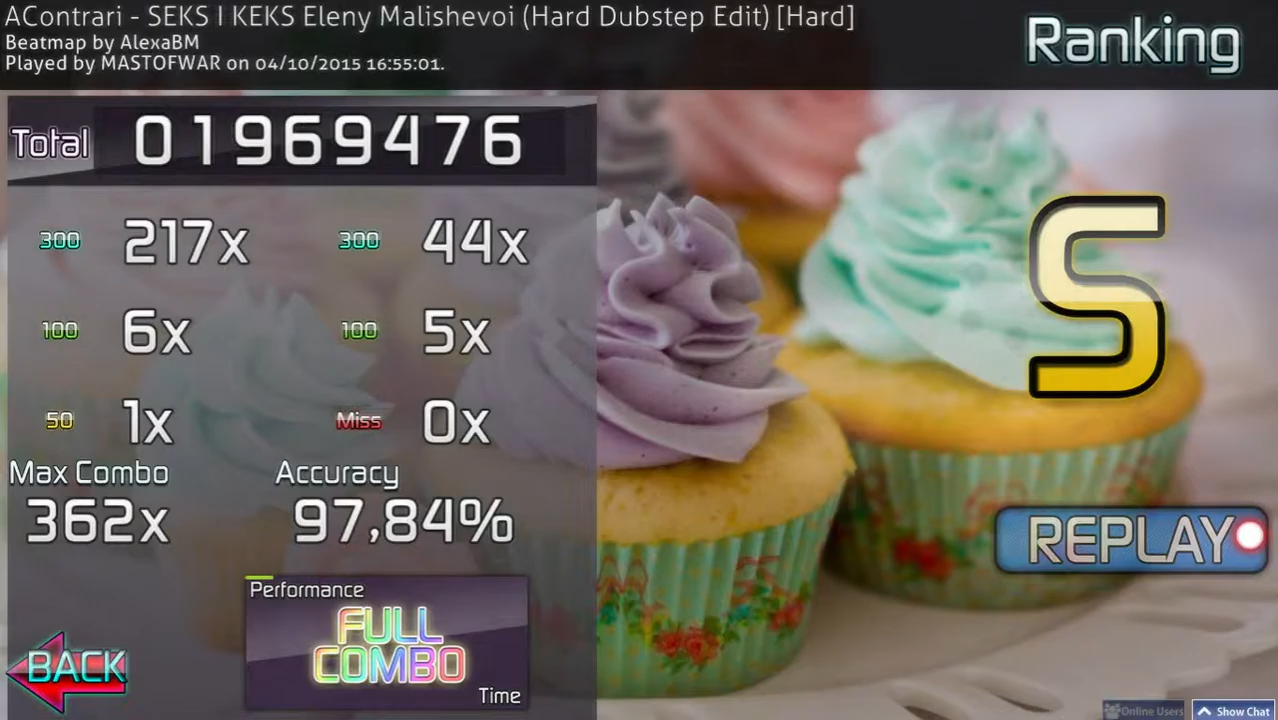 AContrari - SEKS I KEKS Eleny Malishevoi (Hard Dubstep Edit) [Hard]
Beatmap by AlexaBM
Played by MASTOFWAR on 04/10/2015 16:55:01.
Ranking
Total 01969476
300 217x 300 44x
100 6x 100 5x
50 1x Miss 0x
Max Combo Accuracy
362x 97,84%
S
REPLAY
Performance
FULL
COMBO
Time
BACK
Online Users Show Chat